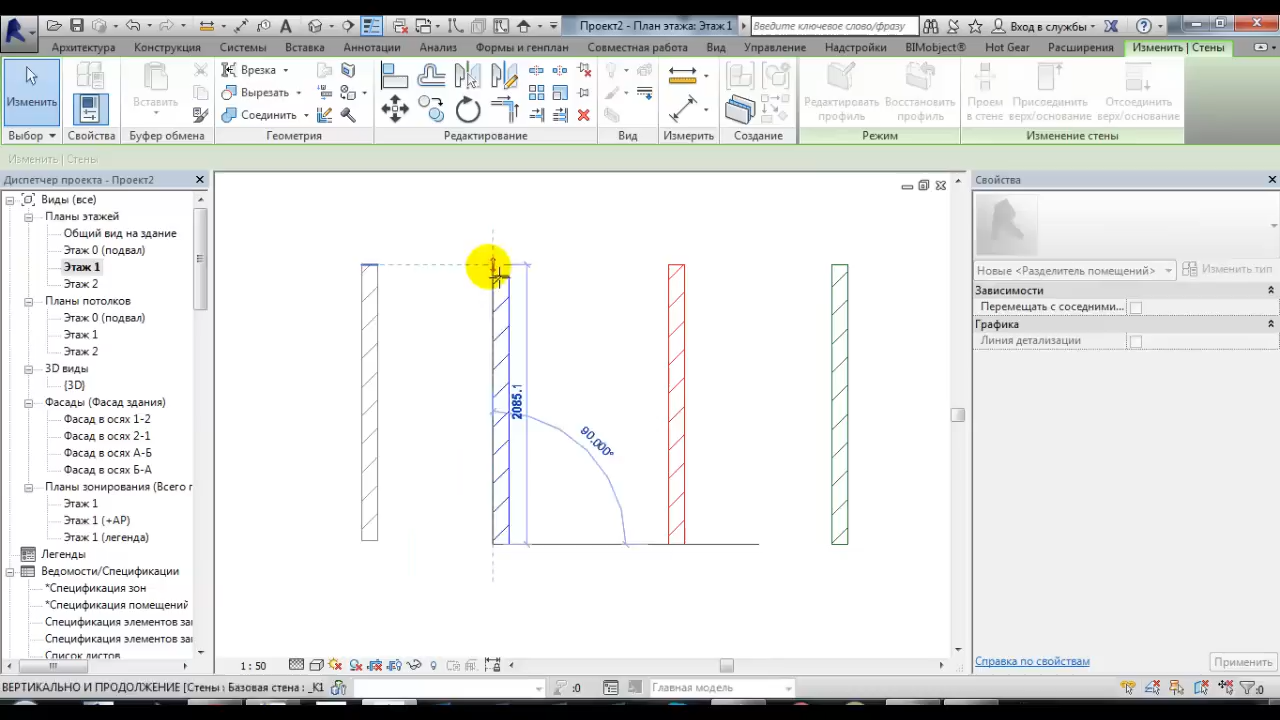 Проект2 - План этажа: Этаж 1
Введите ключевое слово/фразу
Вход в службы
Архитектура
Конструкция
Системы
Вставка
Аннотации
Анализ
Формы и генплан
Совместная работа
Вид
Управление
Надстройки
BIMobject®
Hot Gear
Расширения
Изменить | Стены
Изменить
Вставить
Врезка
Вырезать
Соединить
Редактировать профиль
Восстановить профиль
Проем в стене
Присоединить верх/основание
Отсоединить верх/основание
Выбор
Свойства
Буфер обмена
Геометрия
Редактирование
Вид
Измерить
Создание
Режим
Изменение стены
Изменить | Стены
Диспетчер проекта - Проект2
Виды (все)
Планы этажей
Общий вид на здание
Этаж 0 (подвал)
Этаж 1
Этаж 2
Планы потолков
Этаж 0 (подвал)
Этаж 1
Этаж 2
3D виды
{3D}
Фасады (Фасад здания)
Фасад в осях 1-2
Фасад в осях 2-1
Фасад в осях А-Б
Фасад в осях Б-А
Планы зонирования (Всего г
Этаж 1
Этаж 1 (+АР)
Этаж 1 (легенда)
Легенды
Ведомости/Спецификации
*Спецификация зон
*Спецификация помещений
Спецификация элементов за
Спецификация элементов за
Список листов
2085.1
90.000°
Свойства
Новые <Разделитель помещений>
Изменить тип
Зависимости
Перемещать с соседними...
Графика
Линия детализации
Справка по свойствам
Применить
1 : 50
ВЕРТИКАЛЬНО И ПРОДОЛЖЕНИЕ [Стены : Базовая стена : _К1
:0
Главная модель
:0